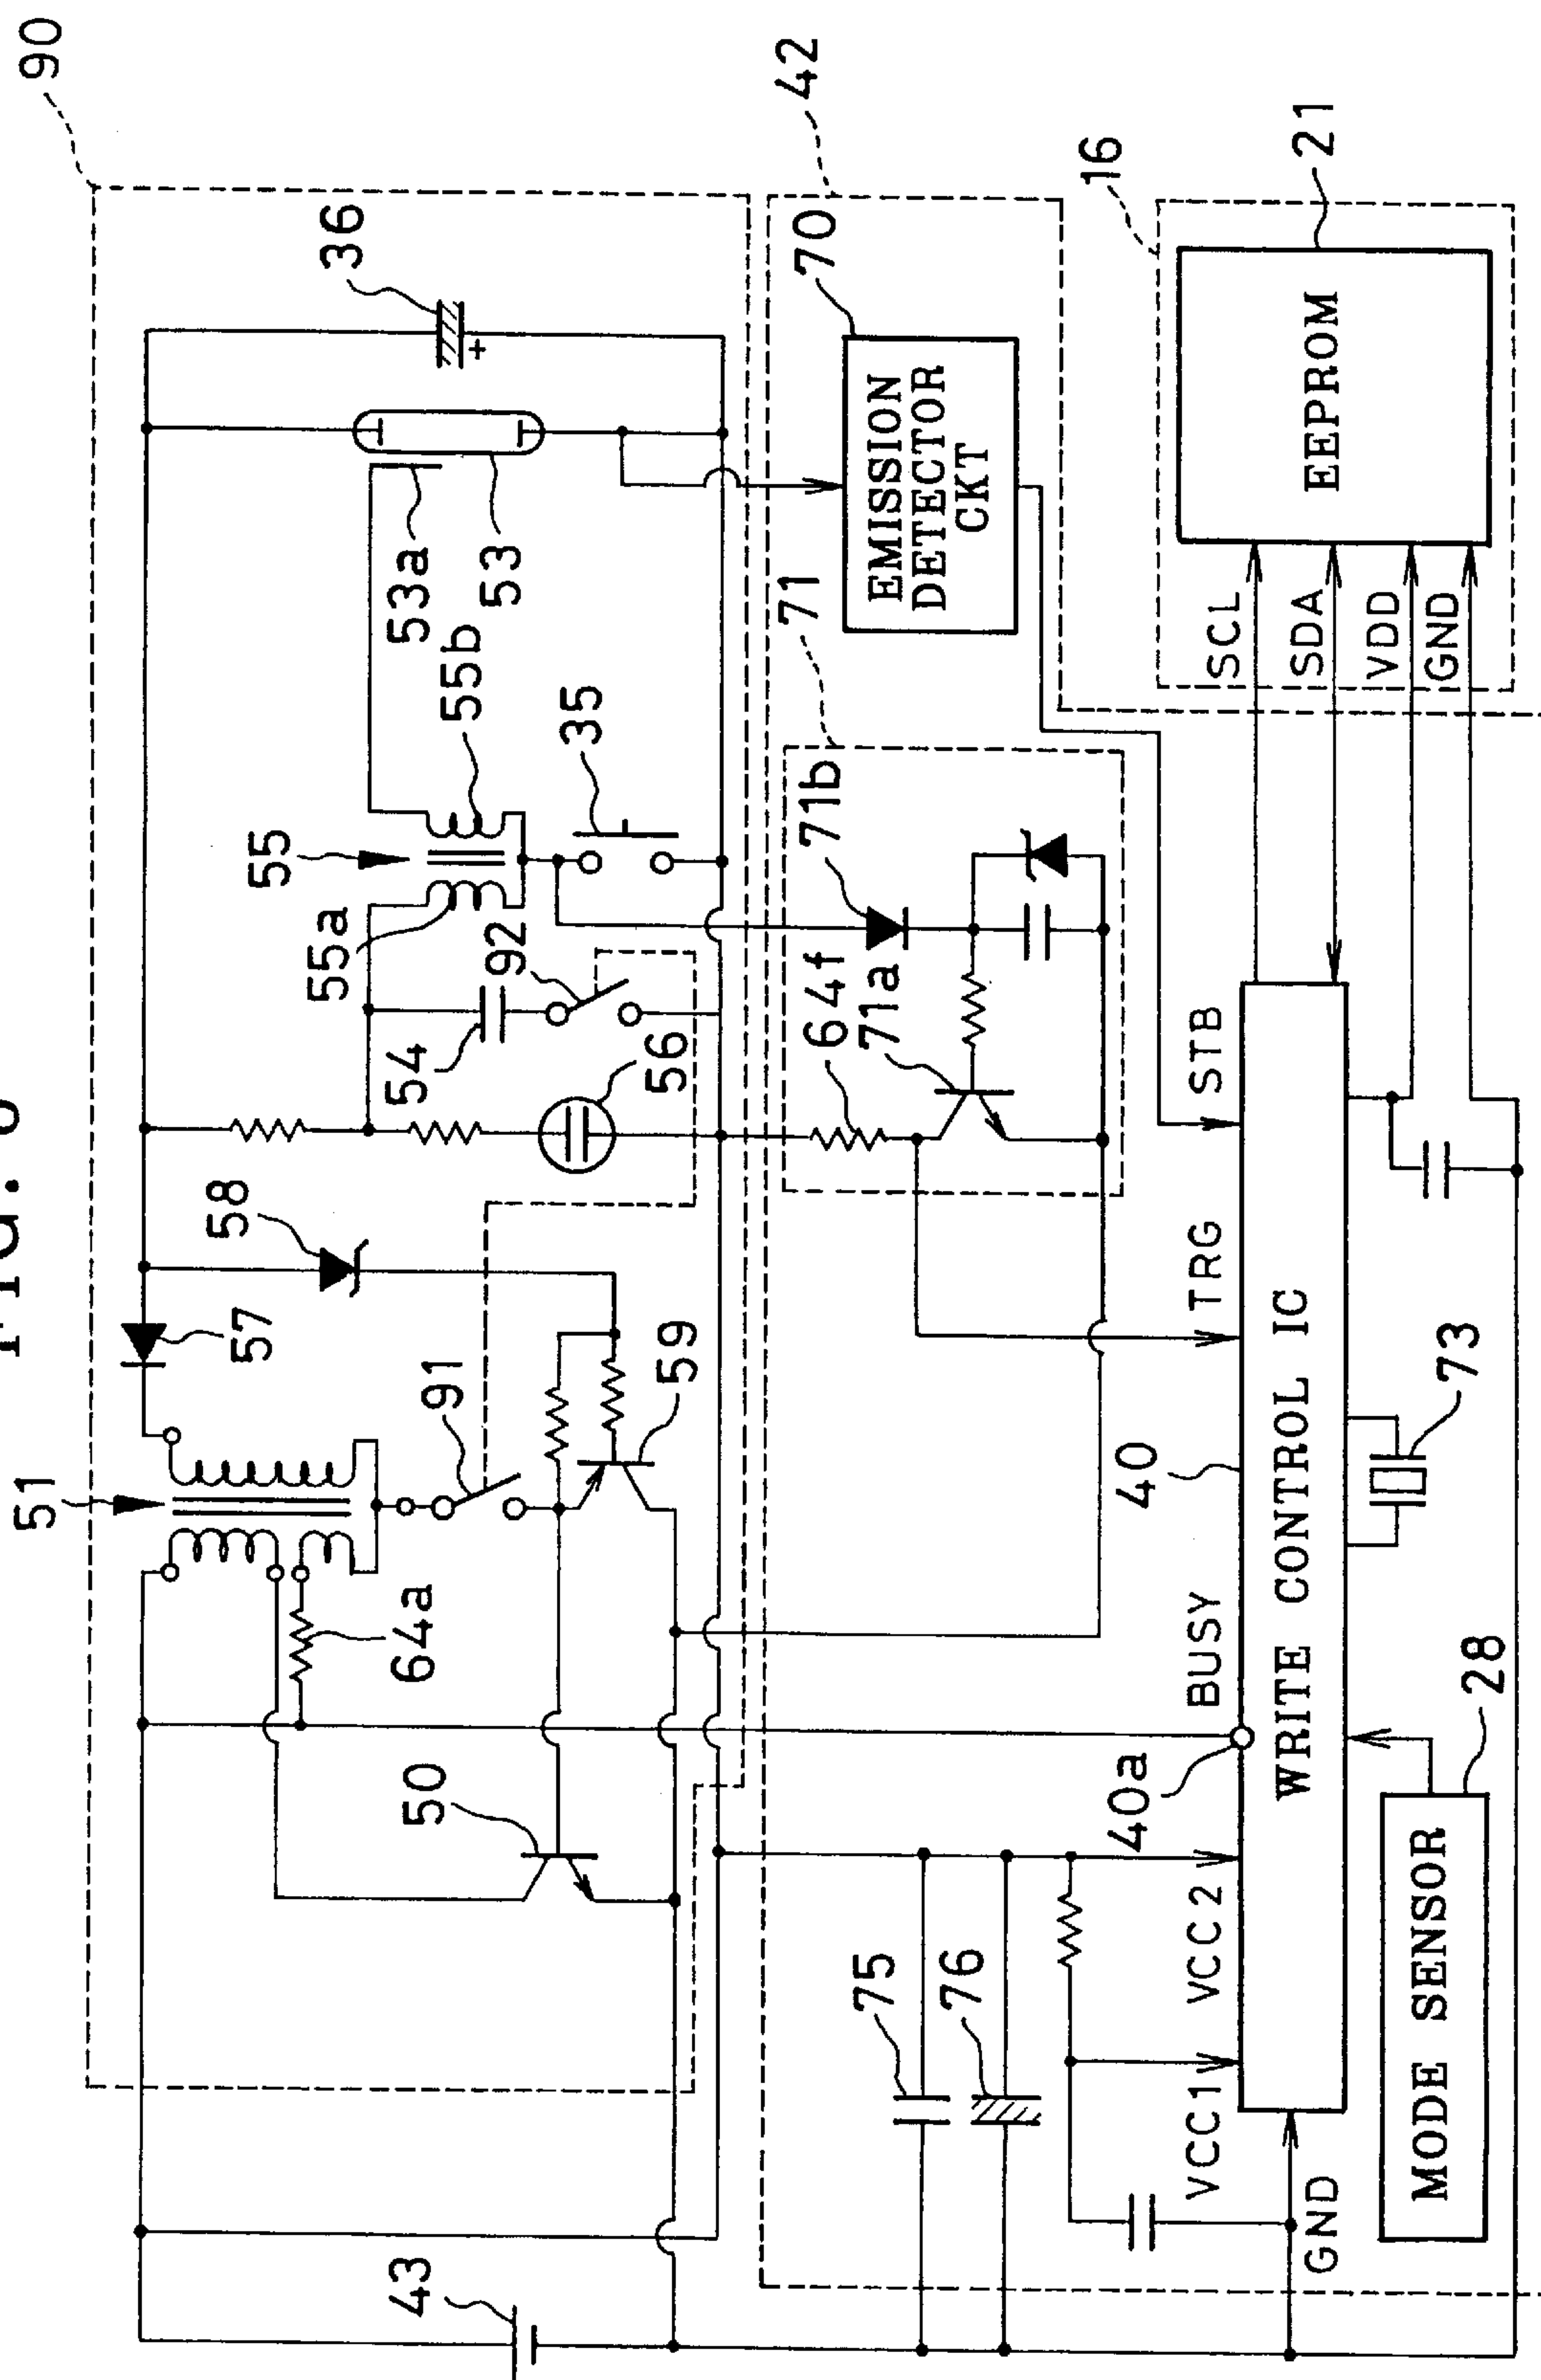 FIG.
51
58
57
91
59
64a
50
43
90
36
55
55b
53a
53
35
55a
92
54
56
42
70
EMISSION
DETECTOR
CKT
71
71b
64f
71a
75
76
40a
40
VCC1
VCC2
BUSY
TRG
STB
GND
WRITE CONTROL IC
73
MODE SENSOR
28
16
21
EEPROM
SCL
SDA
VDD
GND